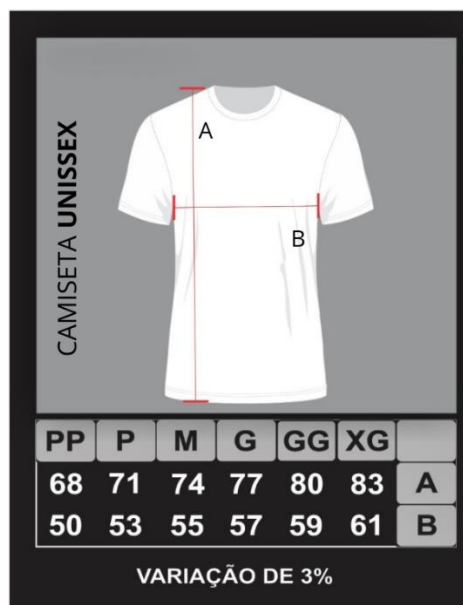 CAMISETA UNISSEX
A
B
PP P M G GG XG
68 71 74 77 80 83 A
50 53 55 57 59 61 B
VARIAÇÃO DE 3%